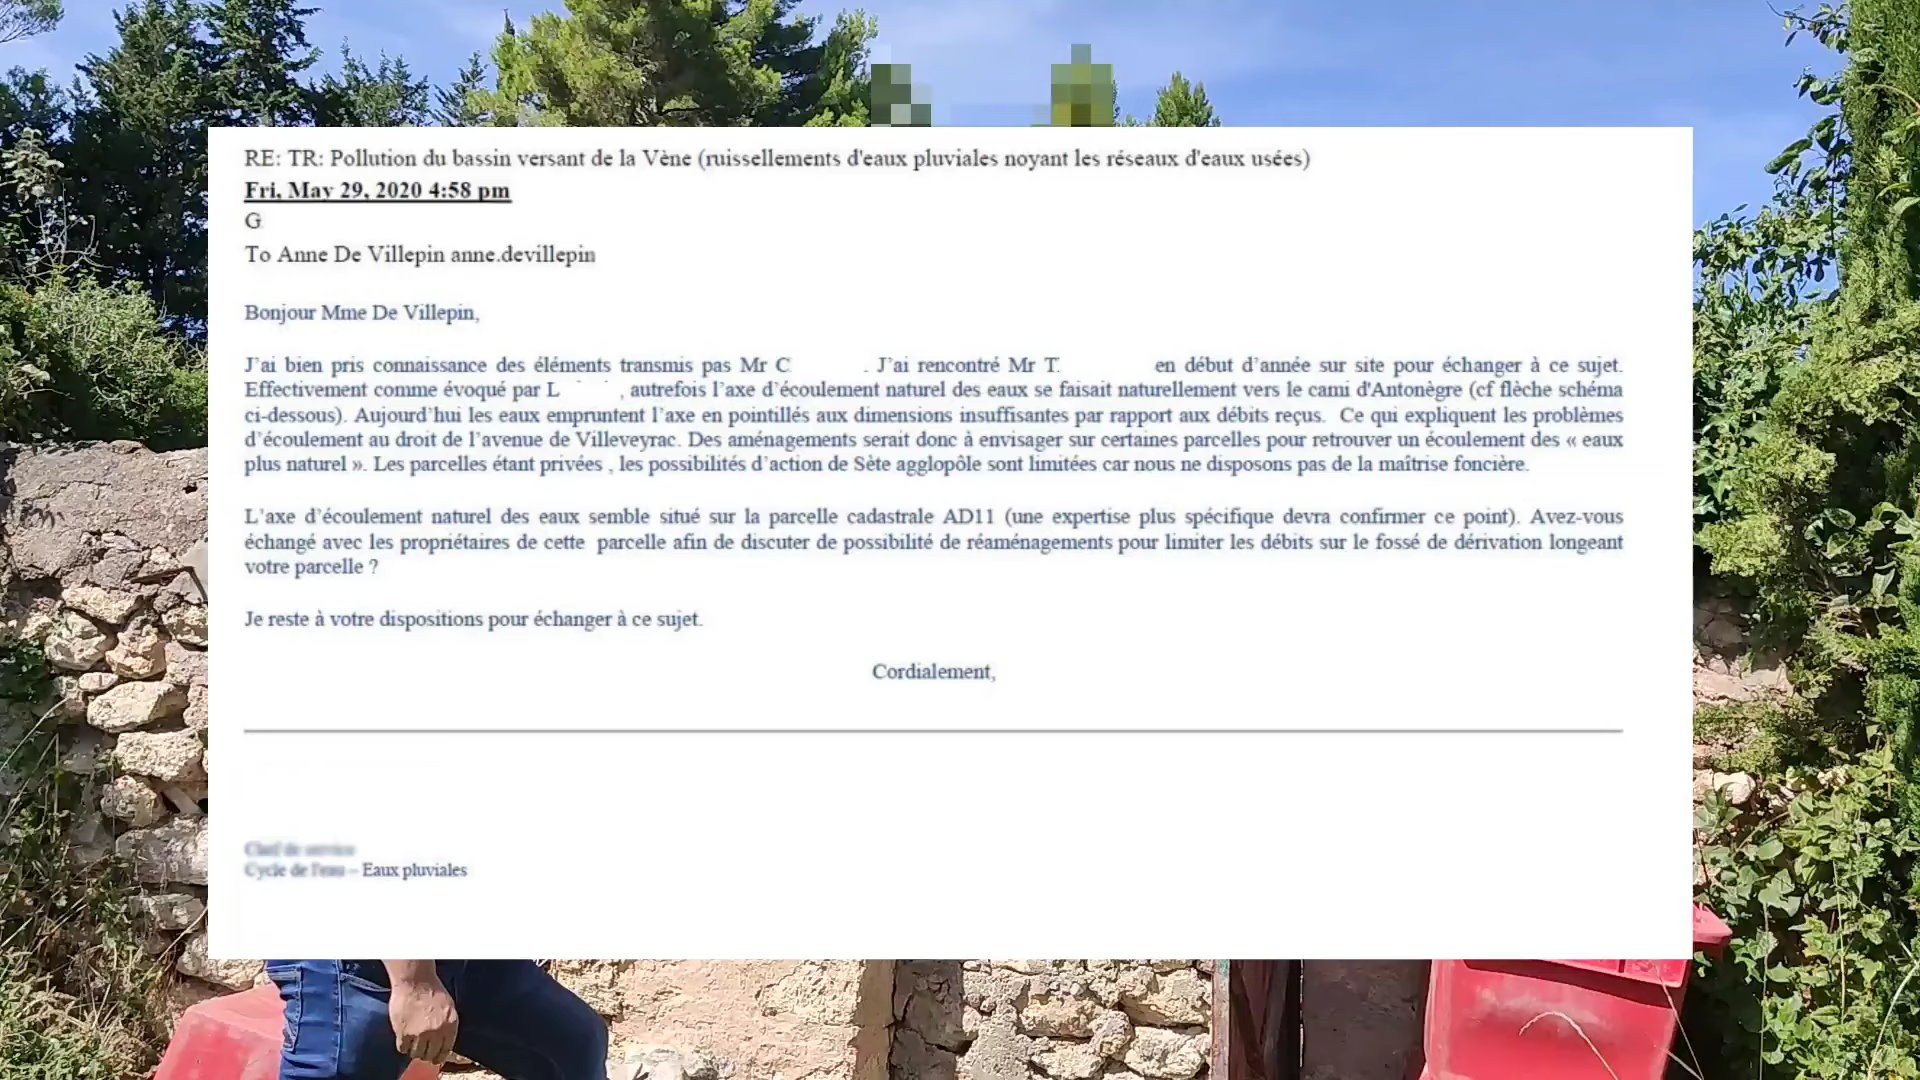 RE: TR: Pollution du bassin versant de la Vène (ruissellements d'eaux pluviales noyant les réseaux d'eaux usées)
Fri, May 29, 2020 4:58 pm
G
To Anne De Villepin anne.devillepin
Bonjour Mme De Villepin,
J'ai bien pris connaissance des éléments transmis pas Mr C . J'ai rencontré Mr T. en début d'année sur site pour échanger à ce sujet.
Effectivement comme évoqué par L , autrefois l'axe d'écoulement naturel des eaux se faisait naturellement vers le cami d'Antonègre (cf flèche schéma
ci-dessous). Aujourd'hui les eaux empruntent l'axe en pointillés aux dimensions insuffisantes par rapport aux débits reçus. Ce qui expliquent les problèmes
d'écoulement au droit de l'avenue de Villeveyrac. Des aménagements serait donc à envisager sur certaines parcelles pour retrouver un écoulement des « eaux
plus naturel ». Les parcelles étant privées , les possibilités d'action de Sète agglopôle sont limitées car nous ne disposons pas de la maîtrise foncière.
L'axe d'écoulement naturel des eaux semble situé sur la parcelle cadastrale AD11 (une expertise plus spécifique devra confirmer ce point). Avez-vous
échangé avec les propriétaires de cette parcelle afin de discuter de possibilité de réaménagements pour limiter les débits sur le fossé de dérivation longeant
votre parcelle ?
Je reste à votre dispositions pour échanger à ce sujet.
Cordialement,
Chef de service
Cycle de l'eau – Eaux pluviales